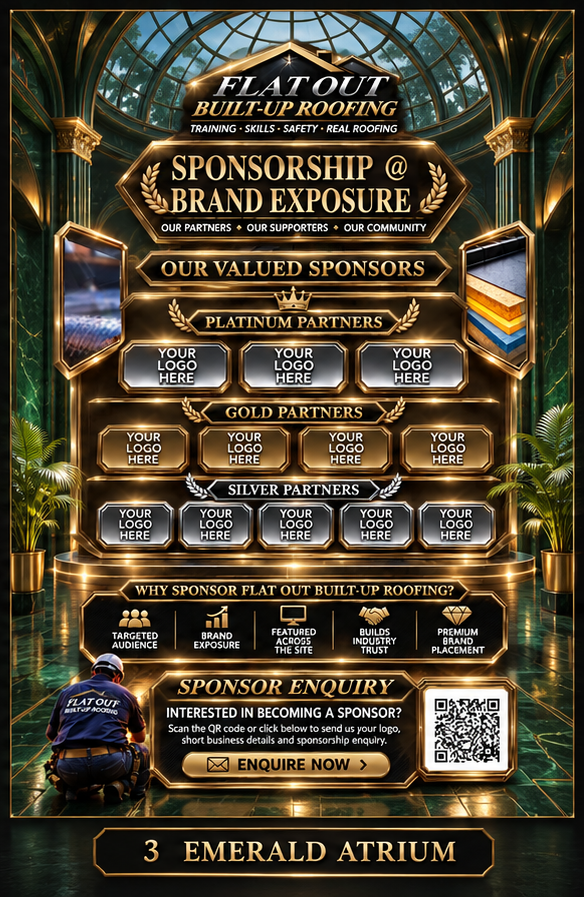 FLAT OUT
BUILT-UP ROOFING
TRAINING • SKILLS • SAFETY • REAL ROOFING
SPONSORSHIP @
BRAND EXPOSURE
OUR PARTNERS • OUR SUPPORTERS • OUR COMMUNITY
OUR VALUED SPONSORS
PLATINUM PARTNERS
YOUR LOGO HERE
YOUR LOGO HERE
YOUR LOGO HERE
GOLD PARTNERS
YOUR LOGO HERE
YOUR LOGO HERE
YOUR LOGO HERE
YOUR LOGO HERE
SILVER PARTNERS
YOUR LOGO HERE
YOUR LOGO HERE
YOUR LOGO HERE
YOUR LOGO HERE
YOUR LOGO HERE
WHY SPONSOR FLAT OUT BUILT-UP ROOFING?
TARGETED AUDIENCE
BRAND EXPOSURE
FEATURED ACROSS THE SITE
BUILDS INDUSTRY TRUST
PREMIUM BRAND PLACEMENT
FLAT OUT
BUILT-UP ROOFING
SPONSOR ENQUIRY
INTERESTED IN BECOMING A SPONSOR?
Scan the QR code or click below to send us your logo,
short business details and sponsorship enquiry.
ENQUIRE NOW >
3 EMERALD ATRIUM